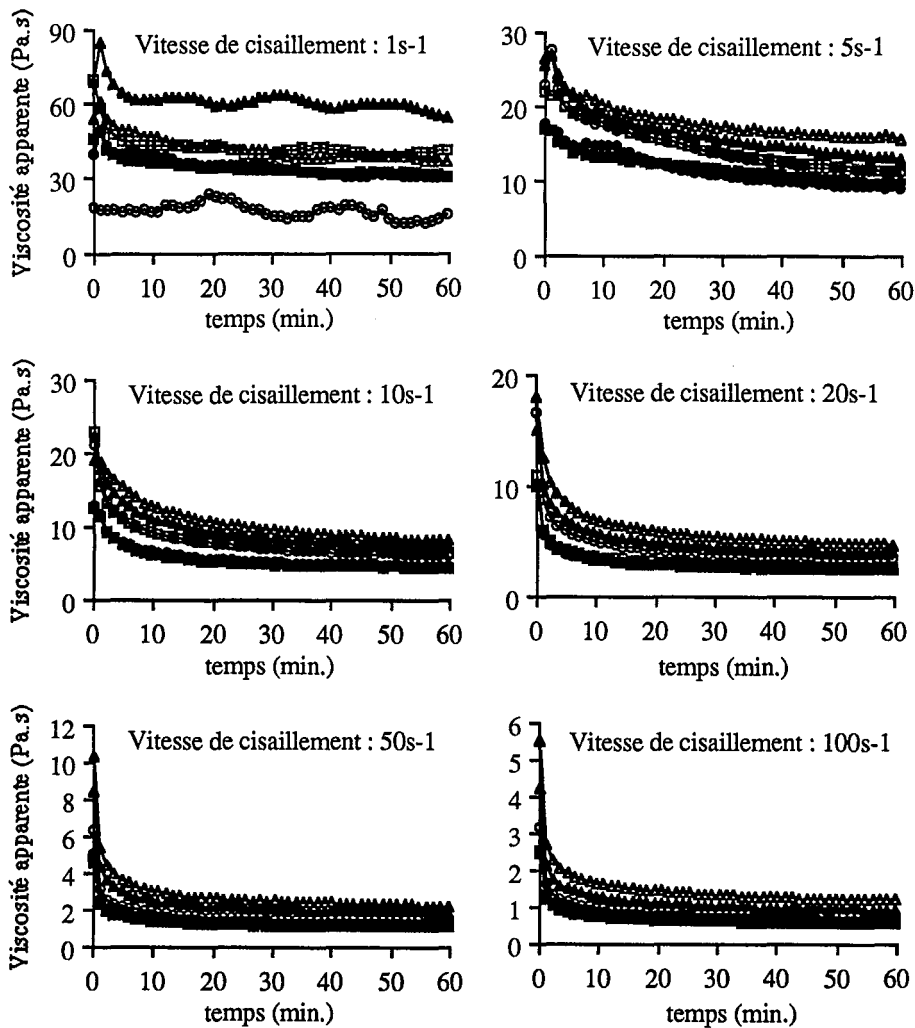 Vitesse de cisaillement : 1s-1
Viscosité apparente (Pa.s)
90
60
30
0
0 10 20 30 40 50 60
temps (min.)
Vitesse de cisaillement : 5s-1
30
20
10
0
0 10 20 30 40 50 60
temps (min.)
Vitesse de cisaillement : 10s-1
Viscosité apparente (Pa.s)
30
20
10
0
0 10 20 30 40 50 60
temps (min.)
Vitesse de cisaillement : 20s-1
20
10
0
0 10 20 30 40 50 60
temps (min.)
Vitesse de cisaillement : 50s-1
Viscosité apparente (Pa.s)
12
10
8
6
4
2
0
0 10 20 30 40 50 60
temps (min.)
Vitesse de cisaillement : 100s-1
6
5
4
3
2
1
0
0 10 20 30 40 50 60
temps (min.)